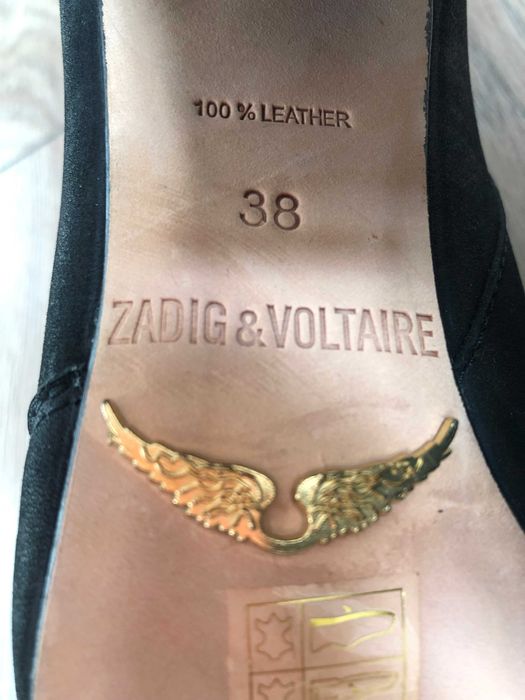 100 % LEATHER
38
ZADIG & VOLTAIRE